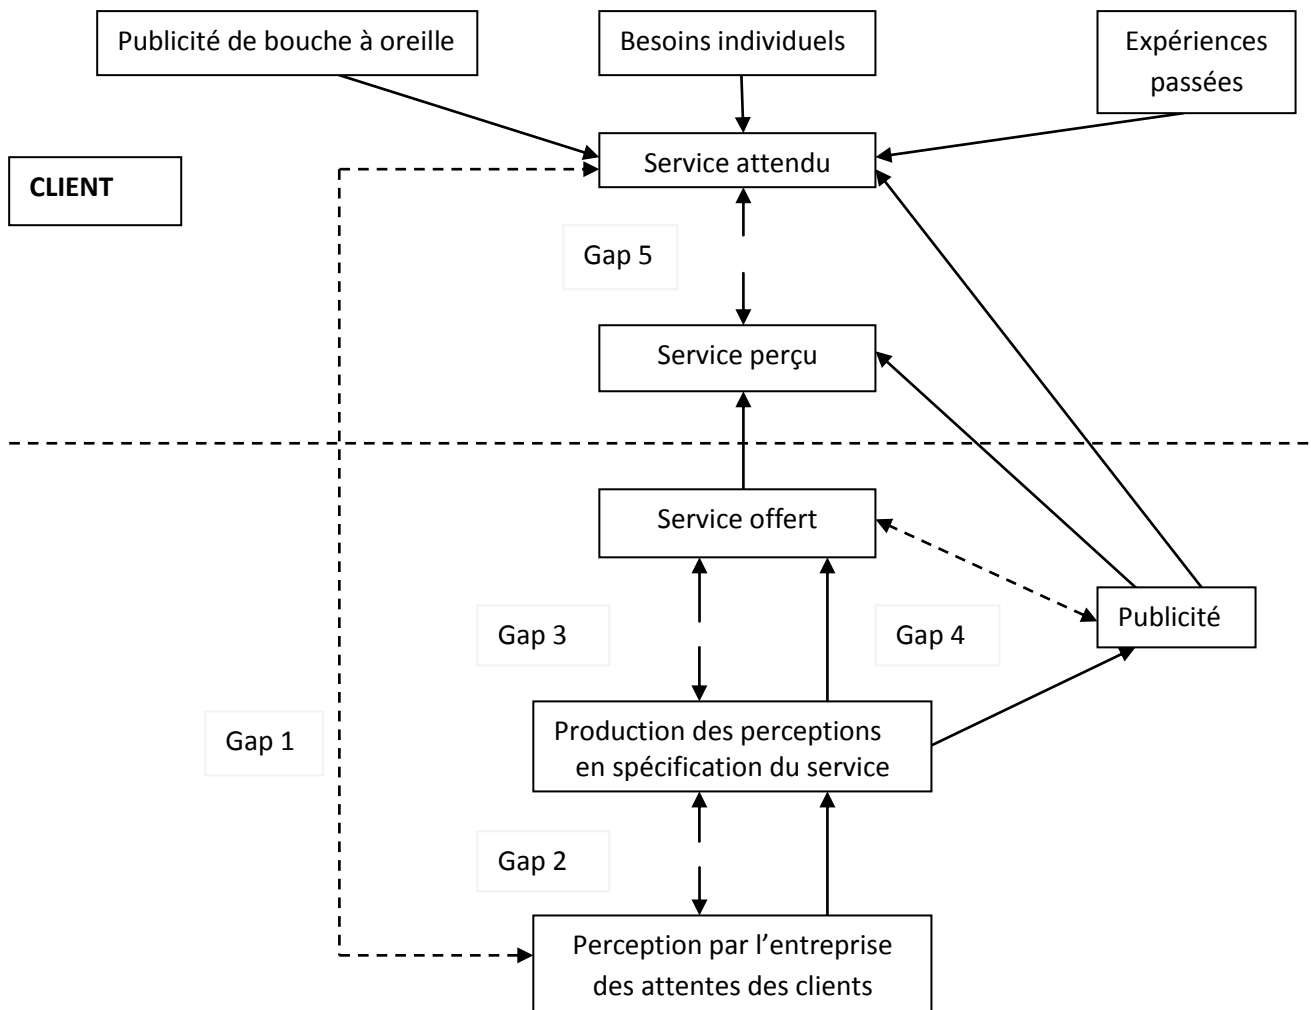 Publicité de bouche à oreille
Besoins individuels
Expériences
passées
Service attendu
CLIENT
Gap 5
Service perçu
Service offert
Publicité
Gap 3
Gap 4
Production des perceptions
en spécification du service
Gap 1
Gap 2
Perception par l’entreprise
des attentes des clients